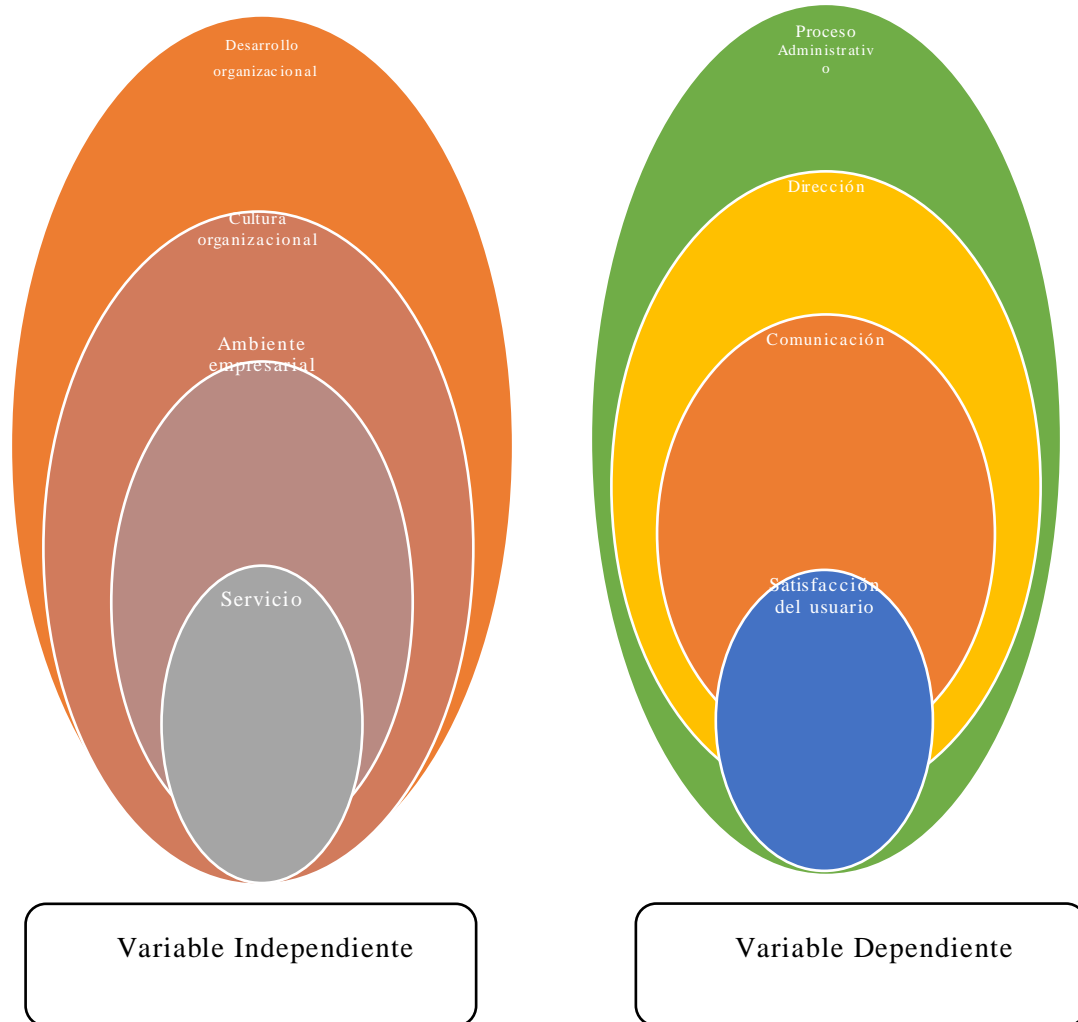 Desarrollo
organizacional
Cultura
organizacional
Ambiente
empresarial
Servicio
Variable Independiente
Proceso
Administrativ
o
Dirección
Comunicación
Satisfacción
del usuario
Variable Dependiente